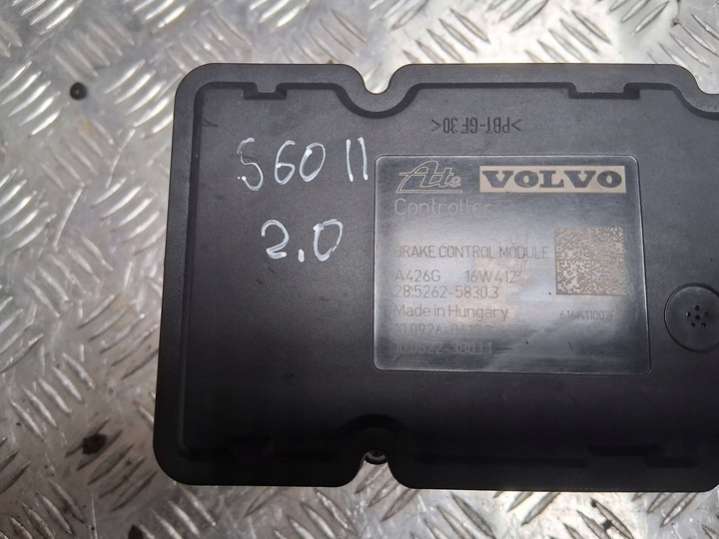 >PBT-GF30<
S60 11
2.0
Ate VOLVO
Controller
BRAKE CONTROL MODULE
A426G 16W412
28.5262-5830.3
Made in Hungary